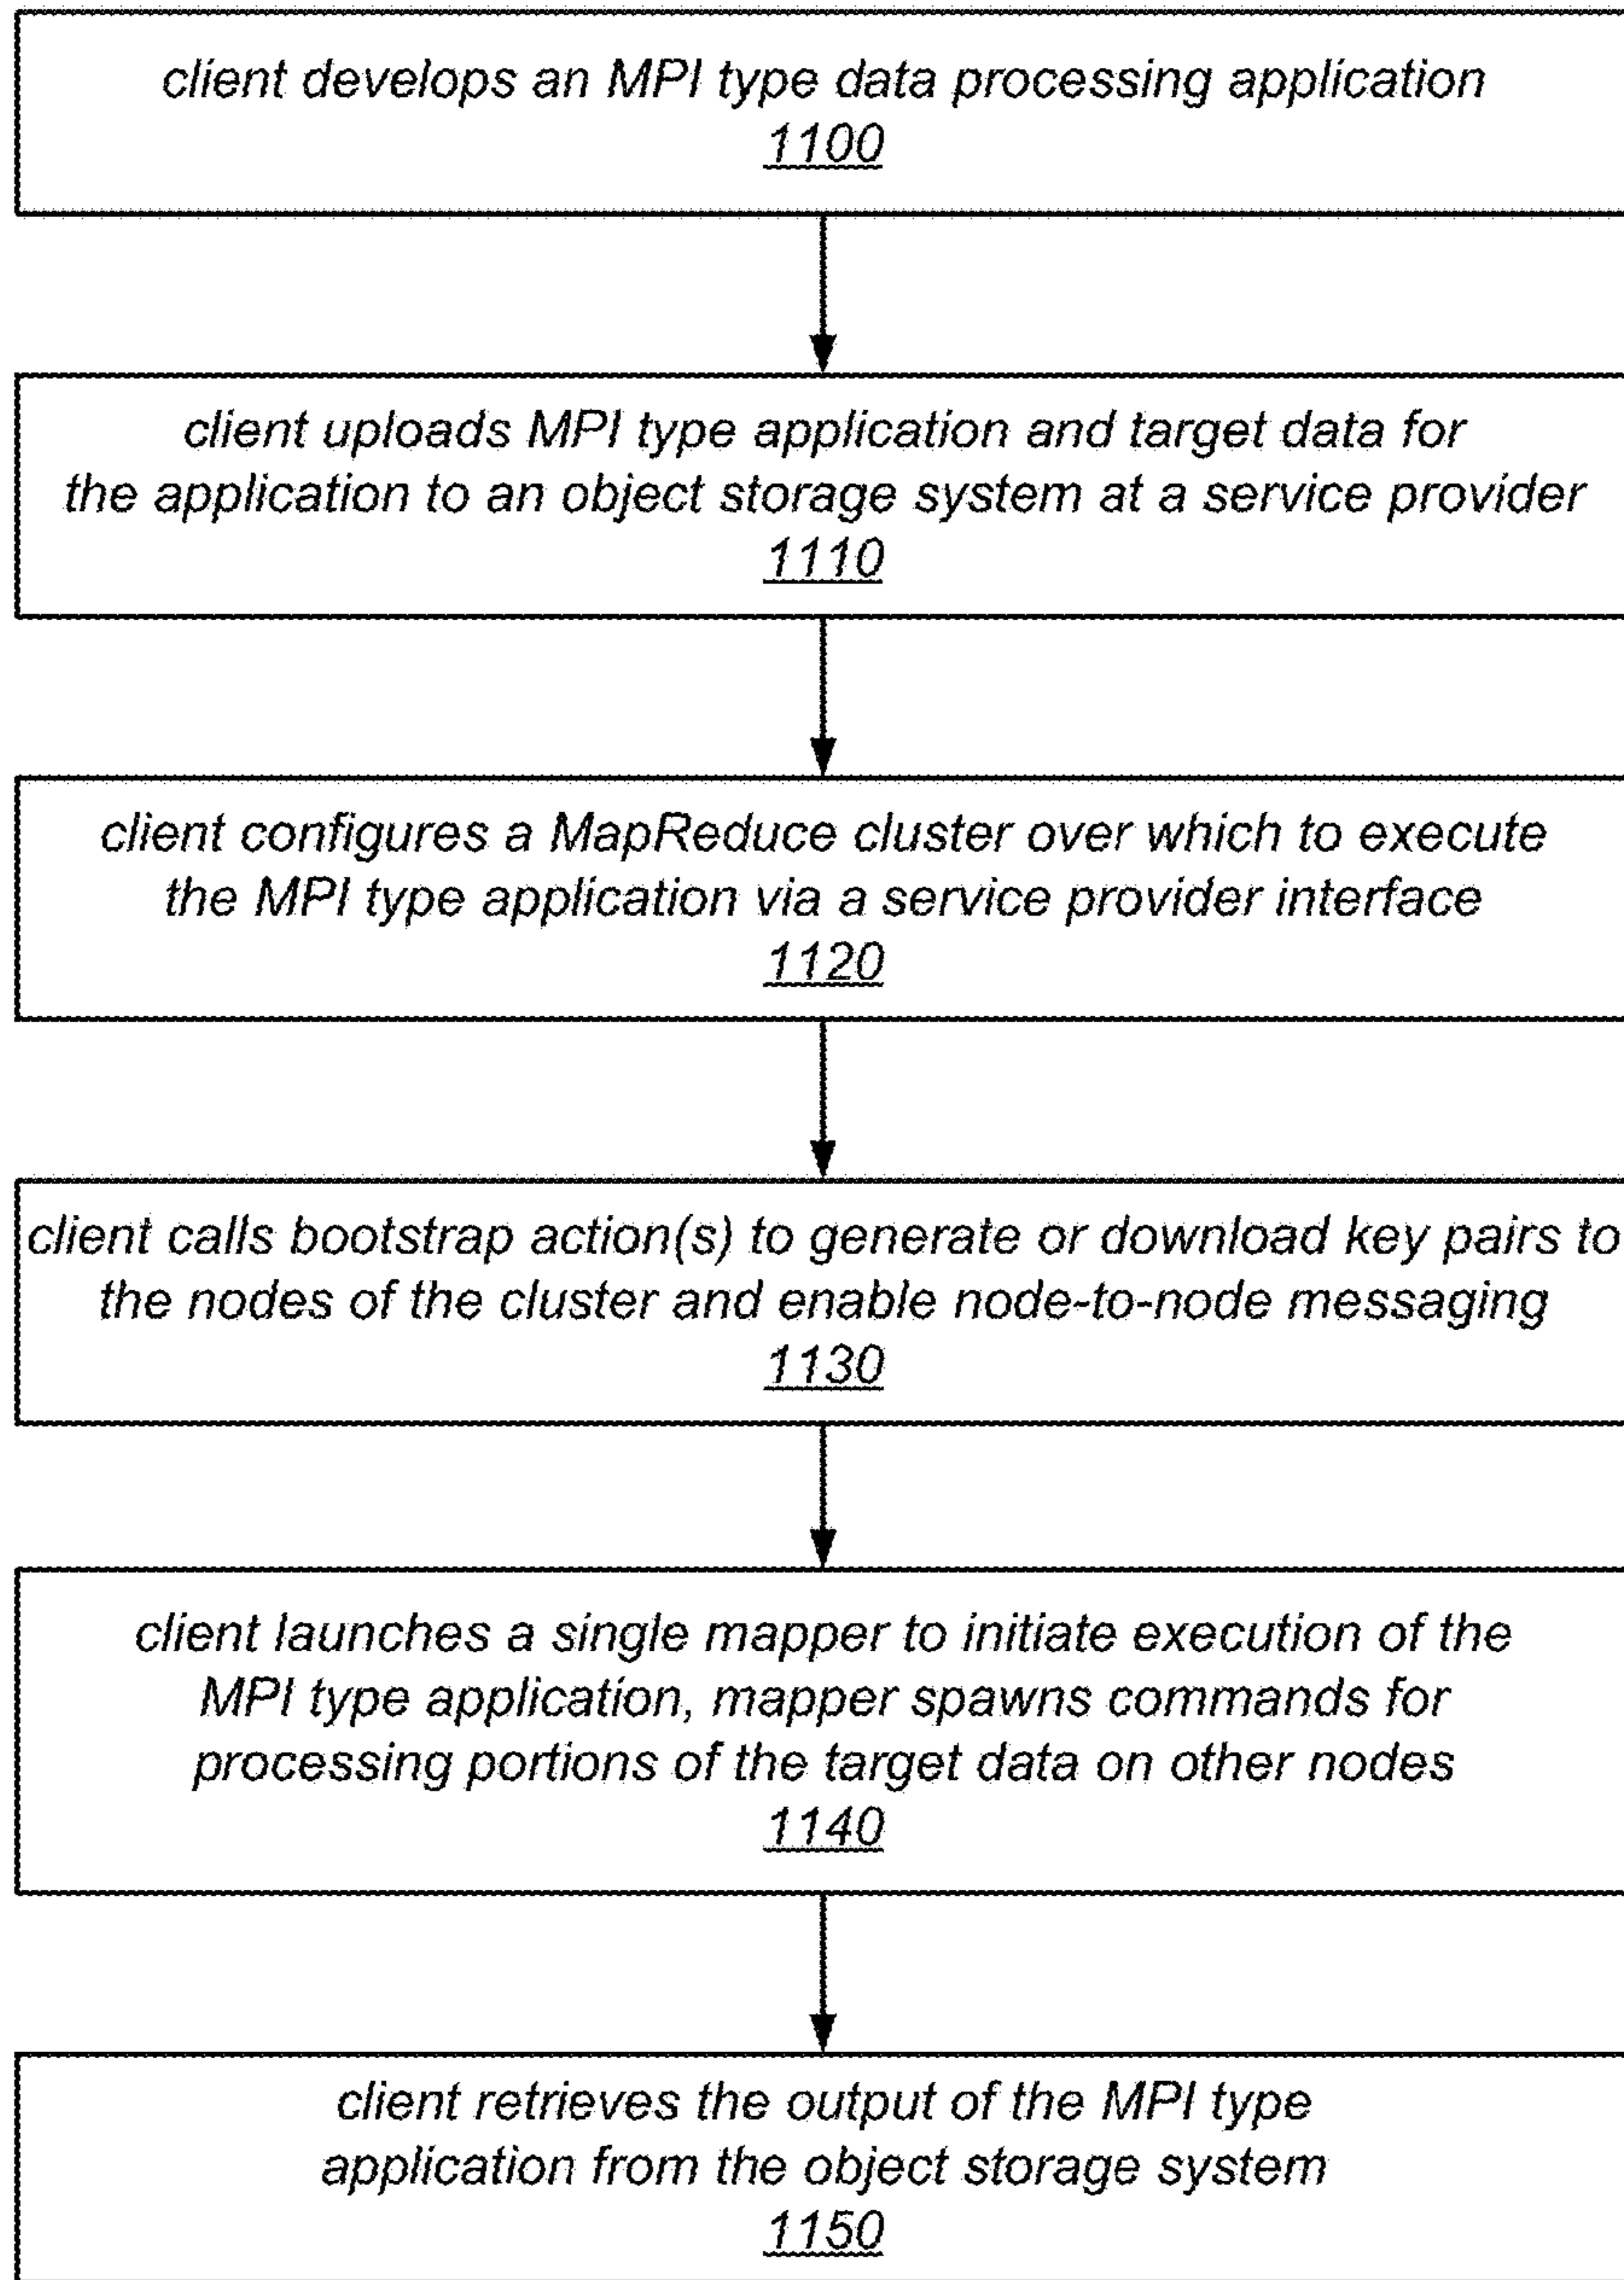 client develops an MPI type data processing application
1100
client uploads MPI type application and target data for
the application to an object storage system at a service provider
1110
client configures a MapReduce cluster over which to execute
the MPI type application via a service provider interface
1120
client calls bootstrap action(s) to generate or download key pairs to
the nodes of the cluster and enable node-to-node messaging
1130
client launches a single mapper to initiate execution of the
MPI type application, mapper spawns commands for
processing portions of the target data on other nodes
1140
client retrieves the output of the MPI type
application from the object storage system
1150